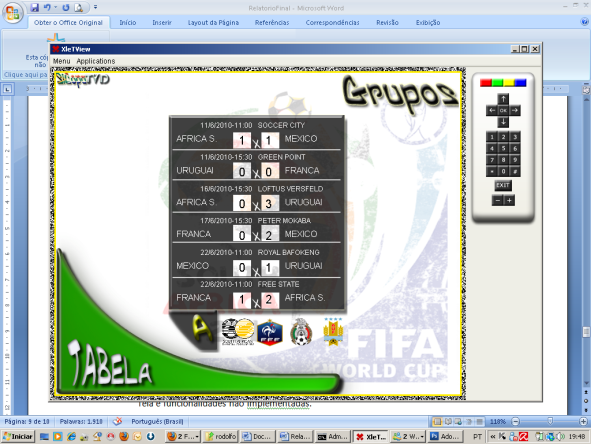 RelatorioFinal - Microsoft Word
Obter o Office Original Início Inserir Layout da Página Referências Correspondências Revisão Exibição
Esta có
não
Clique aqui pa
XleTView
Menu Applications
Grupos
11/6/2010-11:00 SOCCER CITY
AFRICA S. 1 X 1 MEXICO
11/6/2010-15:30 GREEN POINT
URUGUAI 0 X 0 FRANCA
16/6/2010-15:30 LOFTUS VERSFELD
AFRICA S. 0 X 3 URUGUAI
17/6/2010-15:30 PETER MOKABA
FRANCA 0 X 2 MEXICO
22/6/2010-11:00 ROYAL BAFOKENG
MEXICO 0 X 1 URUGUAI
22/6/2010-11:00 FREE STATE
FRANCA 1 X 2 AFRICA S.
A
TABELA
FIFA
WORLD CUP
OK
1 2 3
4 5 6
7 8 9
* 0 #
EXIT
- +
Tela e funcionalidades não implementadas.
Página: 9 de 10 Palavras: 1.910 Português (Brasil) 118%
Iniciar 2 F... rodolfo Doc... Rela... Adm... XleT... 2 W... Ado... PT 19:48